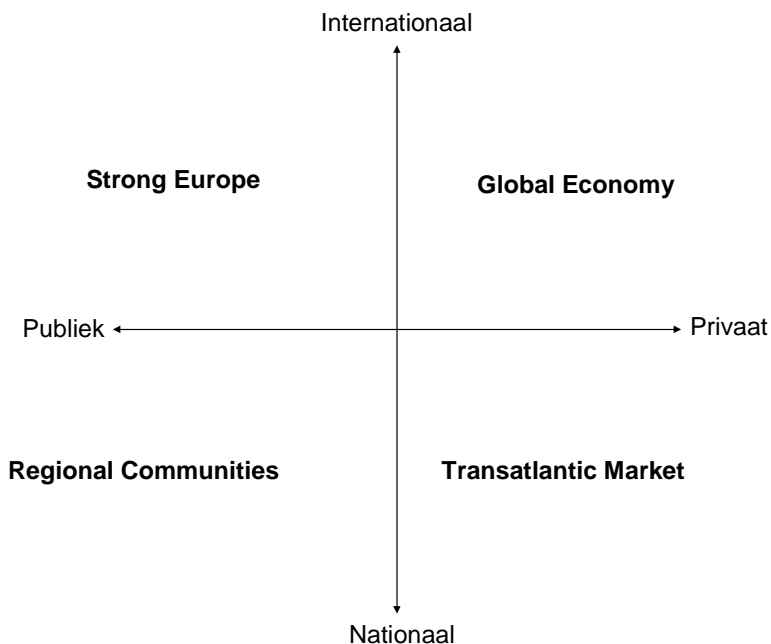 Internationaal
Strong Europe
Global Economy
Publiek
Privaat
Regional Communities
Transatlantic Market
Nationaal